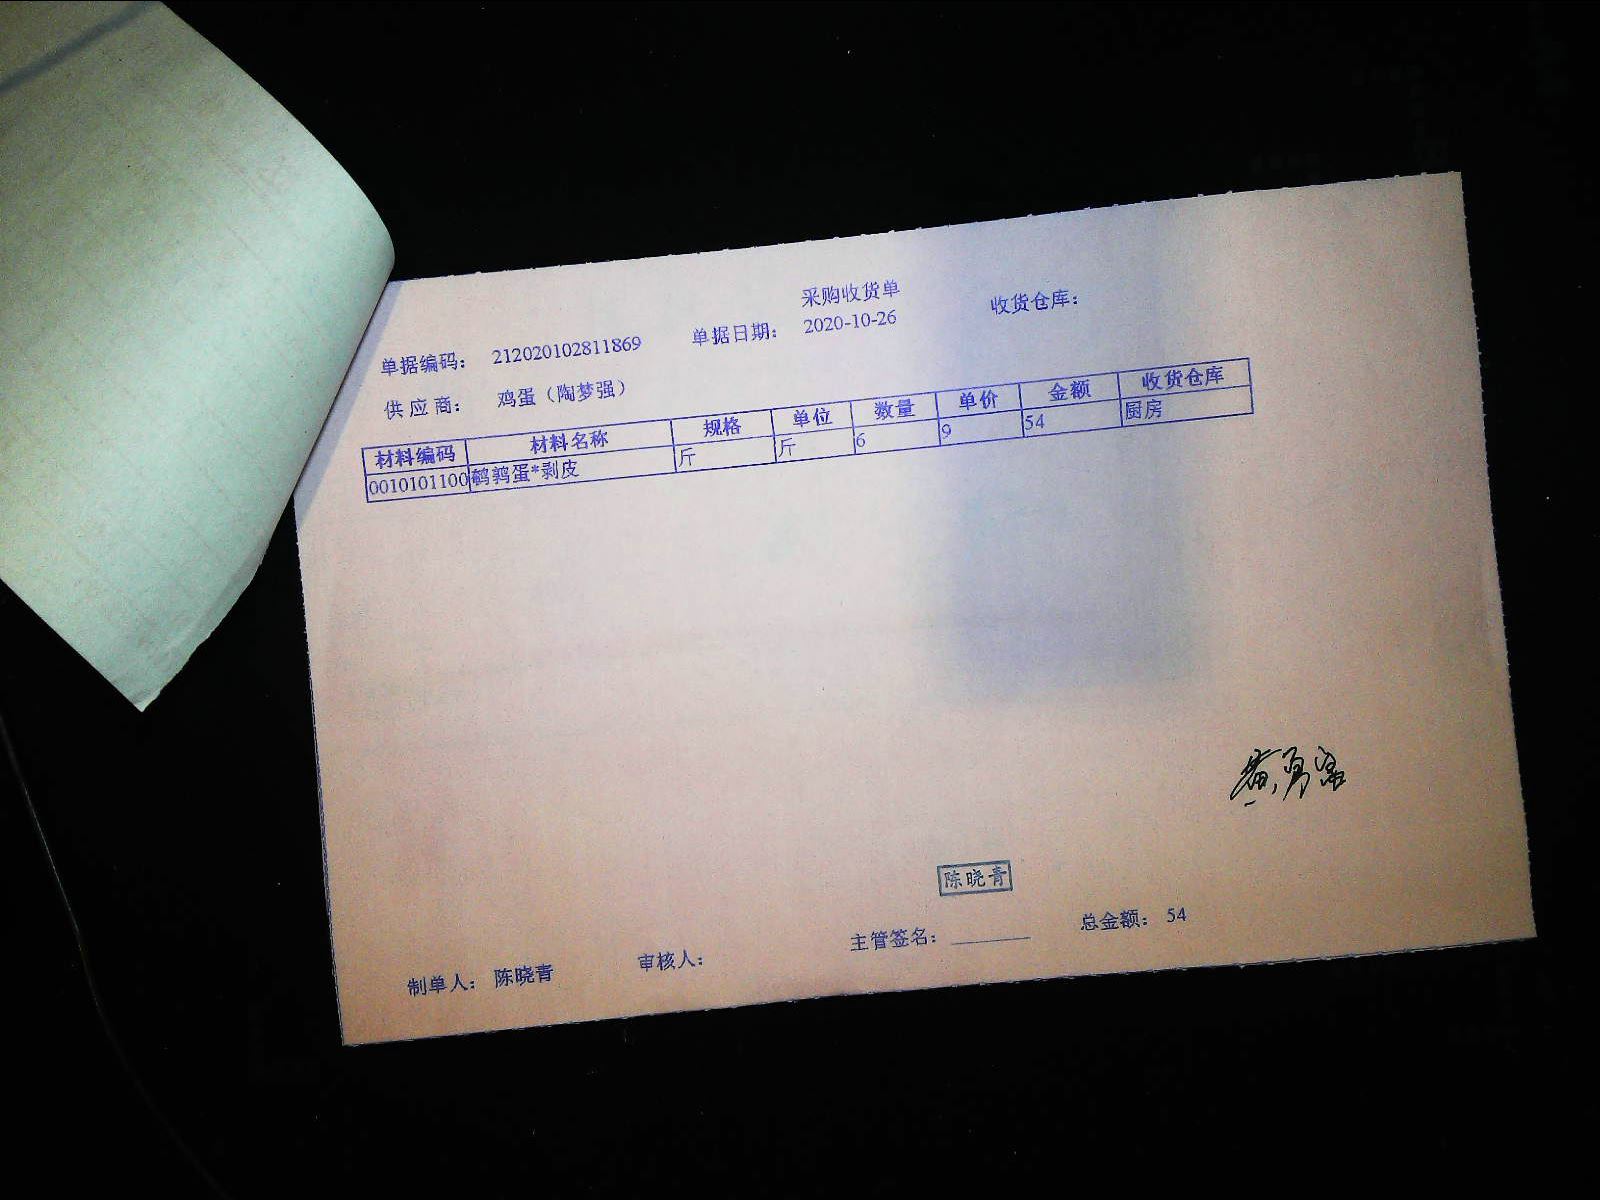 采购收货单
单据编码： 212020102811869 单据日期： 2020-10-26 收货仓库：
供 应 商： 鸡蛋（陶梦强）
材料编码 材料名称 规格 单位 数量 单价 金额 收货仓库
0010101100 鹌鹑蛋*剥皮 斤 斤 6 9 54 厨房
陈晓青
制单人： 陈晓青 审核人： 主管签名： 总金额： 54